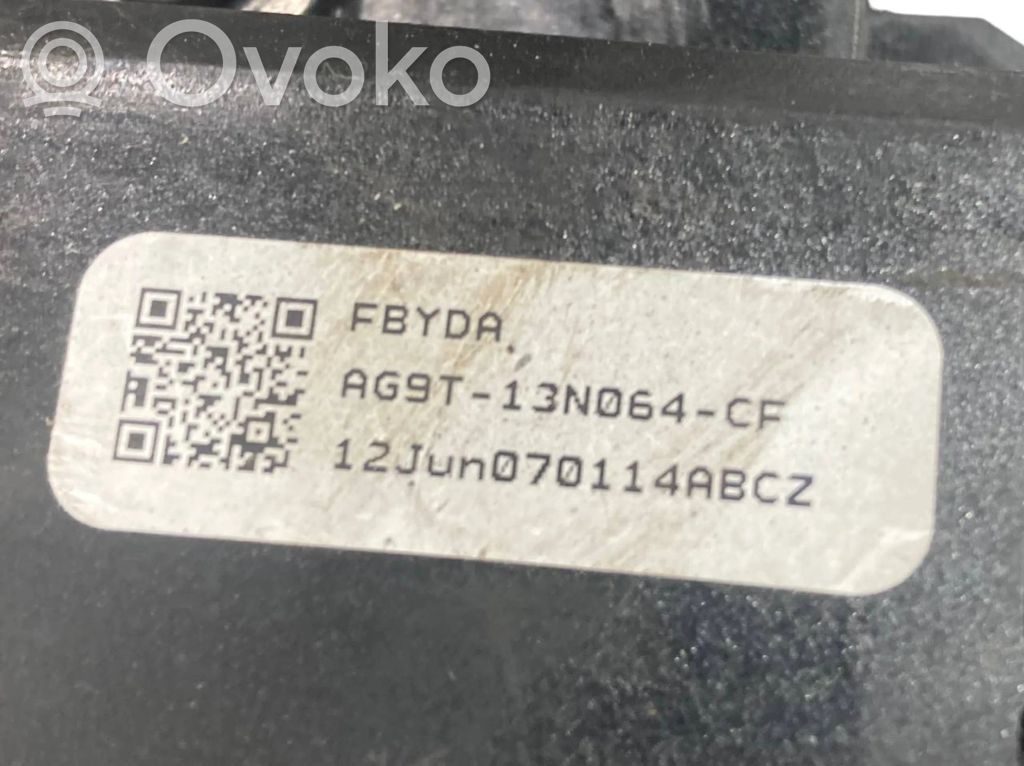 Ovoko
FBYDA
AG9T-13N064-CF
12Jun070114ABCZ